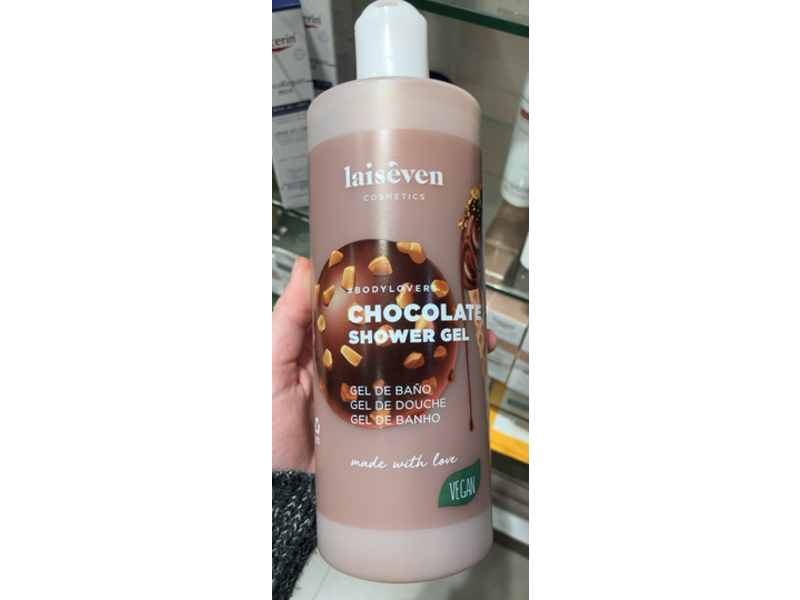 laiseven
COSMETICS
#BODYLOVERS
CHOCOLATE
SHOWER GEL
GEL DE BAÑO
GEL DE DOUCHE
GEL DE BANHO
made with love
VEGAN